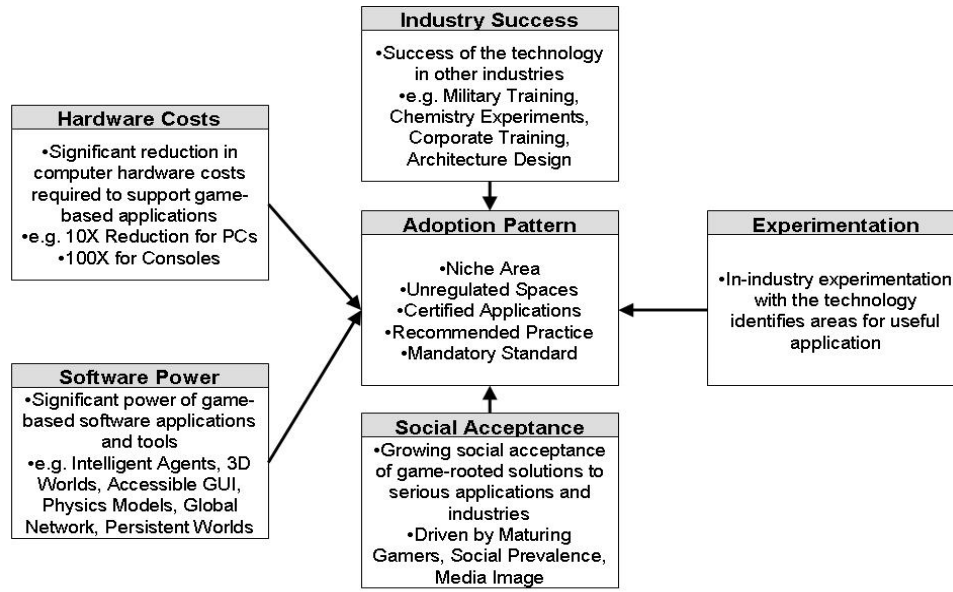 Industry Success
•Success of the technology
in other industries
•e.g. Military Training,
Chemistry Experiments,
Corporate Training,
Architecture Design
Hardware Costs
•Significant reduction in
computer hardware costs
required to support game-
based applications
•e.g. 10X Reduction for PCs
•100X for Consoles
Adoption Pattern
•Niche Area
•Unregulated Spaces
•Certified Applications
•Recommended Practice
•Mandatory Standard
Experimentation
•In-industry experimentation
with the technology
identifies areas for useful
application
Software Power
•Significant power of game-
based software applications
and tools
•e.g. Intelligent Agents, 3D
Worlds, Accessible GUI,
Physics Models, Global
Network, Persistent Worlds
Social Acceptance
•Growing social acceptance
of game-rooted solutions to
serious applications and
industries
•Driven by Maturing
Gamers, Social Prevalence,
Media Image